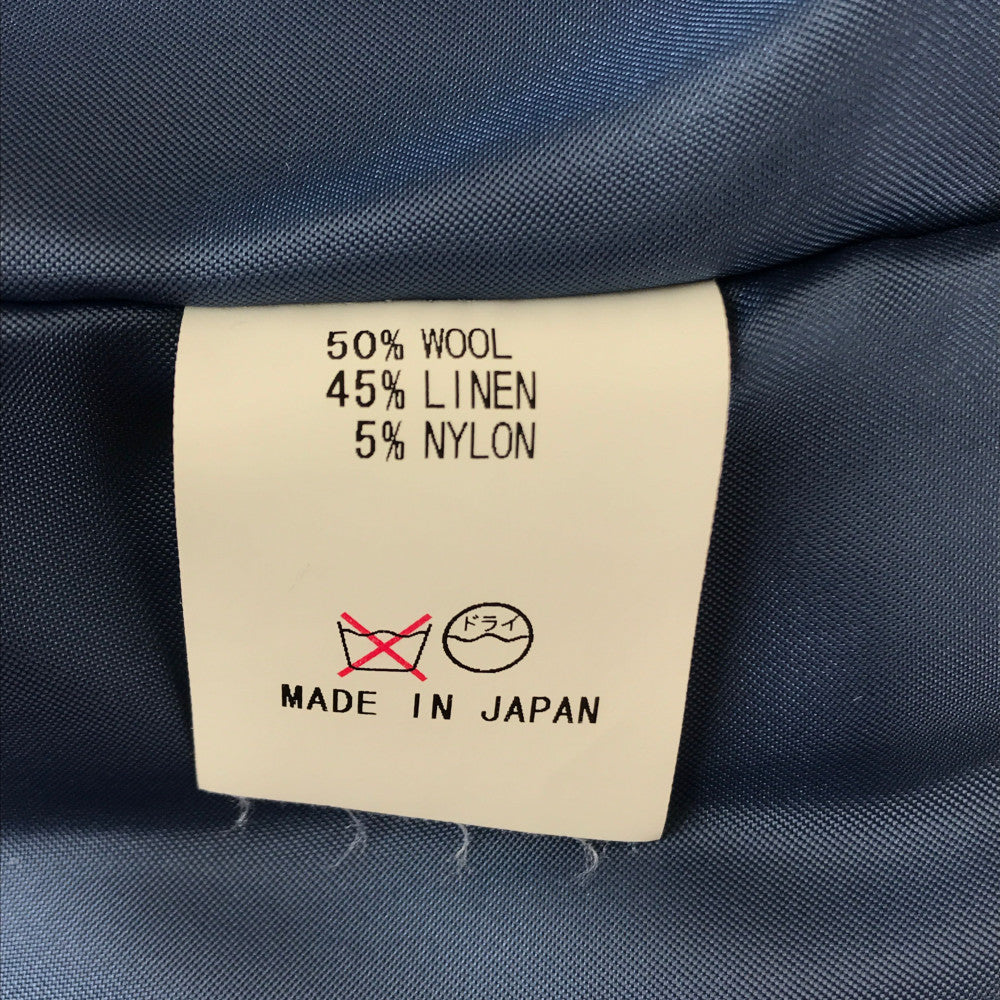 50% WOOL
45% LINEN
5% NYLON
ドライ
MADE IN JAPAN